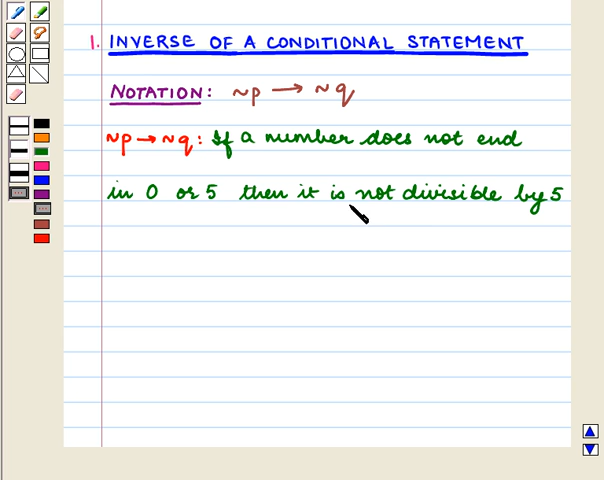 1. INVERSE OF A CONDITIONAL STATEMENT
NOTATION: ~p → ~q
~p → ~q: If a number does not end
in 0 or 5 then it is not divisible by 5